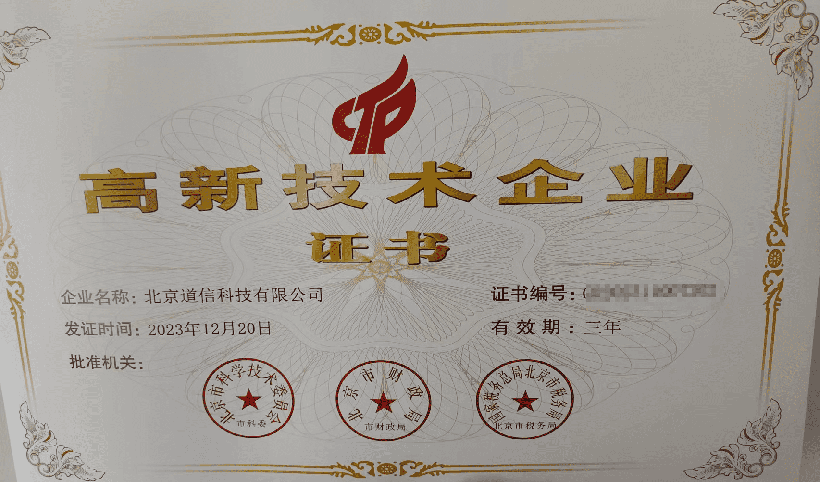 高新技术企业
证书
企业名称：北京道信科技有限公司
证书编号：
发证时间：2023年12月20日
有效期：三年
批准机关：
北京市科学技术委员会
市科委
北京市财政局
市财政局
国家税务总局北京市税务局
北京市税务局